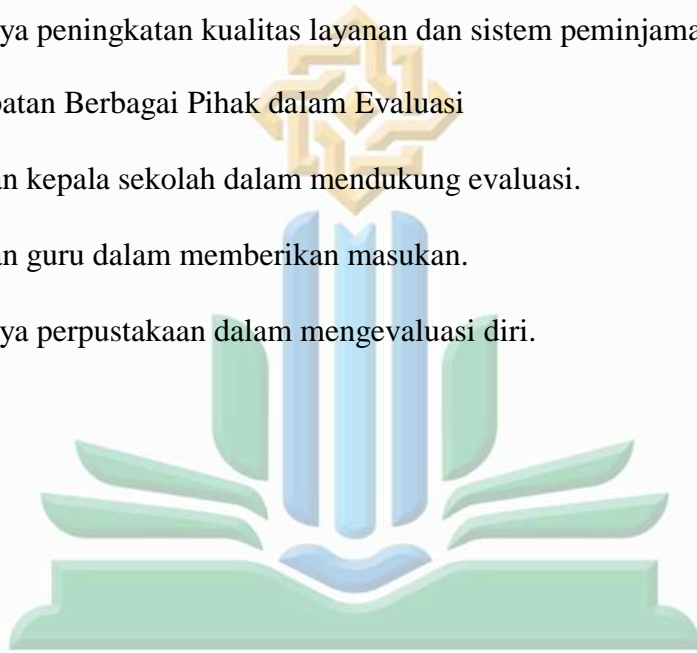 ya peningkatan kualitas layanan dan sistem peminjama
batan Berbagai Pihak dalam Evaluasi
an kepala sekolah dalam mendukung evaluasi.
an guru dalam memberikan masukan.
ya perpustakaan dalam mengevaluasi diri.